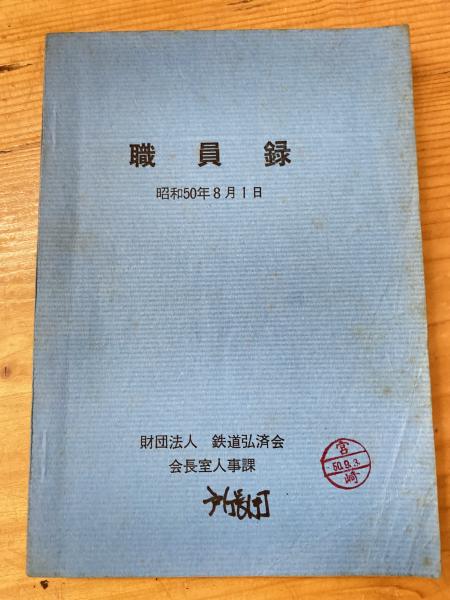 職員録
昭和50年8月1日
財団法人 鉄道弘済会
会長室人事課
宮
50.9.3
崎